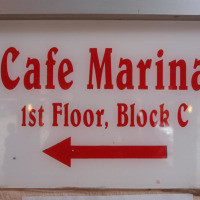 Cafe Marina
1st Floor, Block C